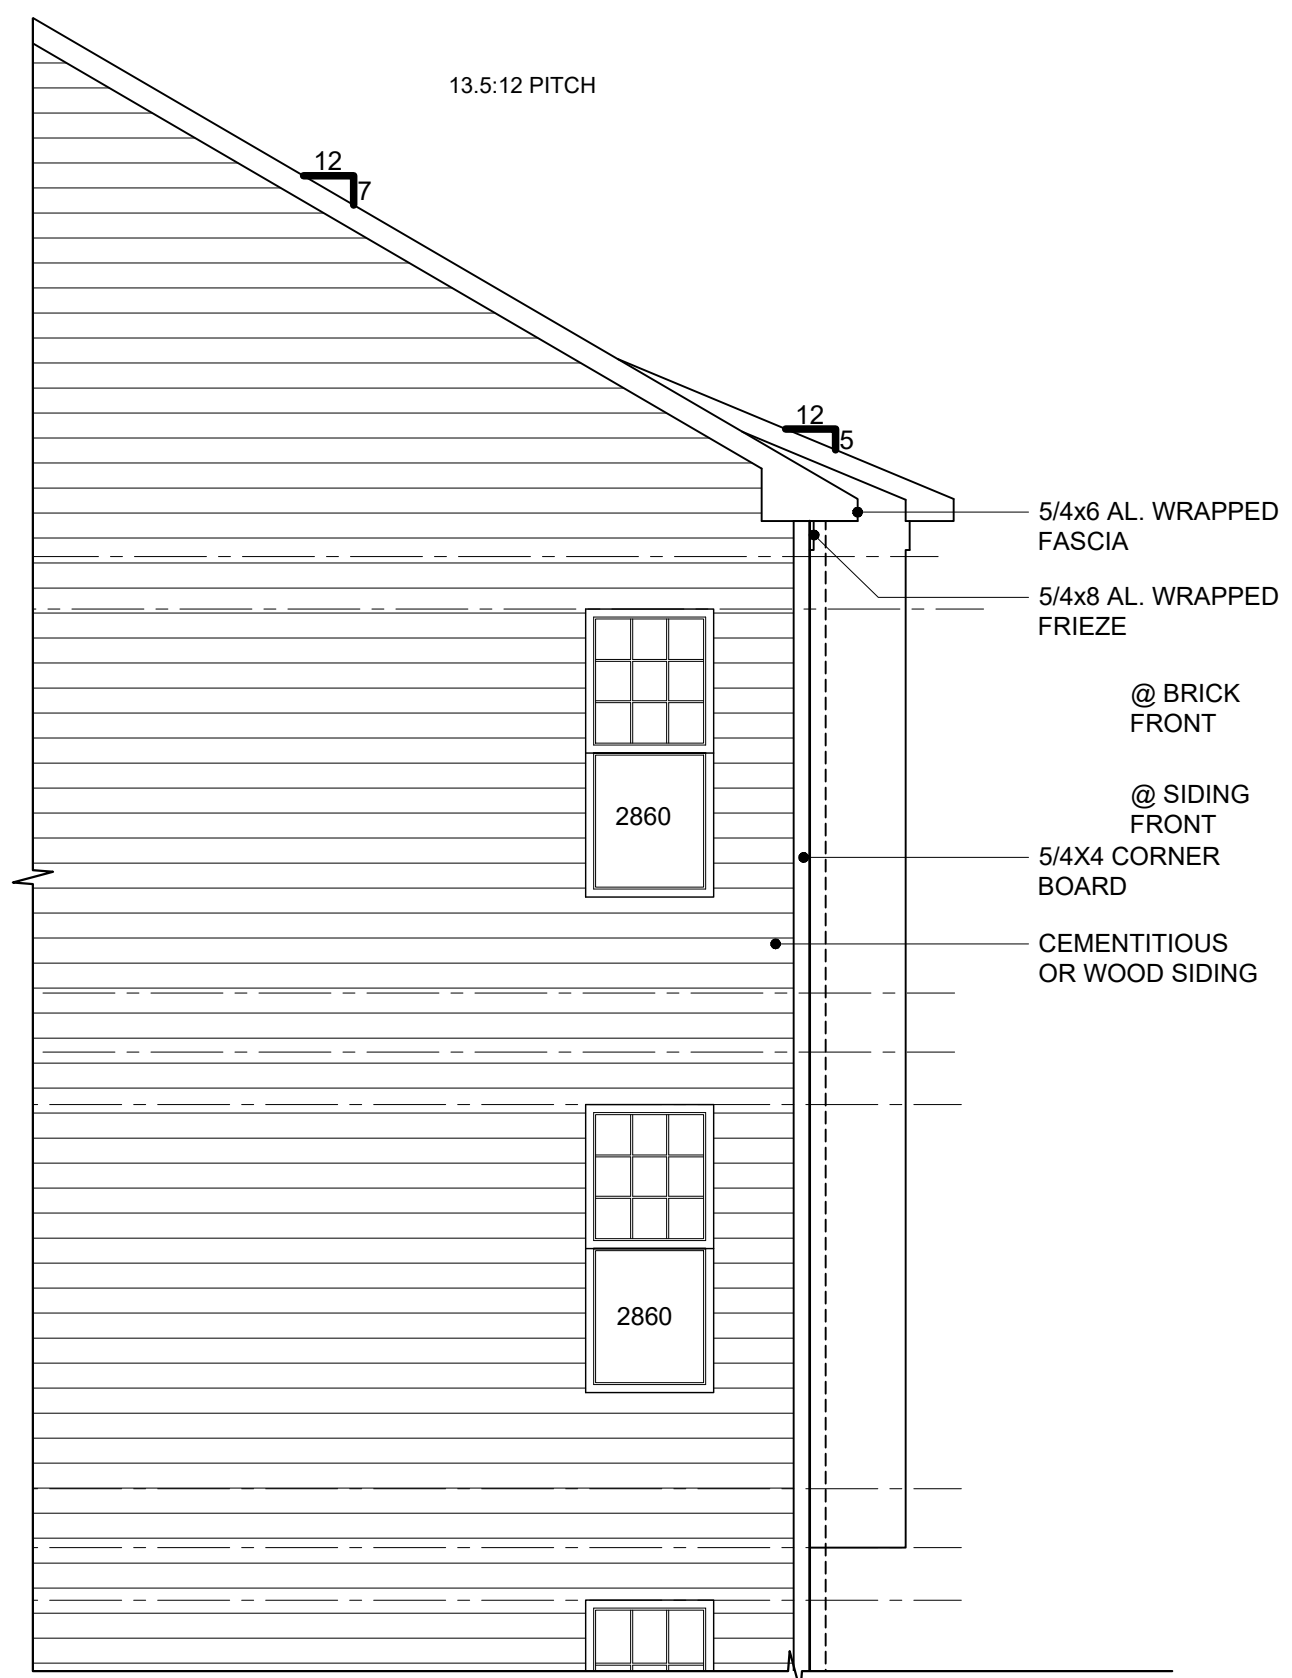 13.5:12 PITCH
12
7
12
5
5/4x6 AL. WRAPPED
FASCIA
5/4x8 AL. WRAPPED
FRIEZE
@ BRICK
FRONT
@ SIDING
FRONT
2860
5/4X4 CORNER
BOARD
CEMENTITIOUS
OR WOOD SIDING
2860